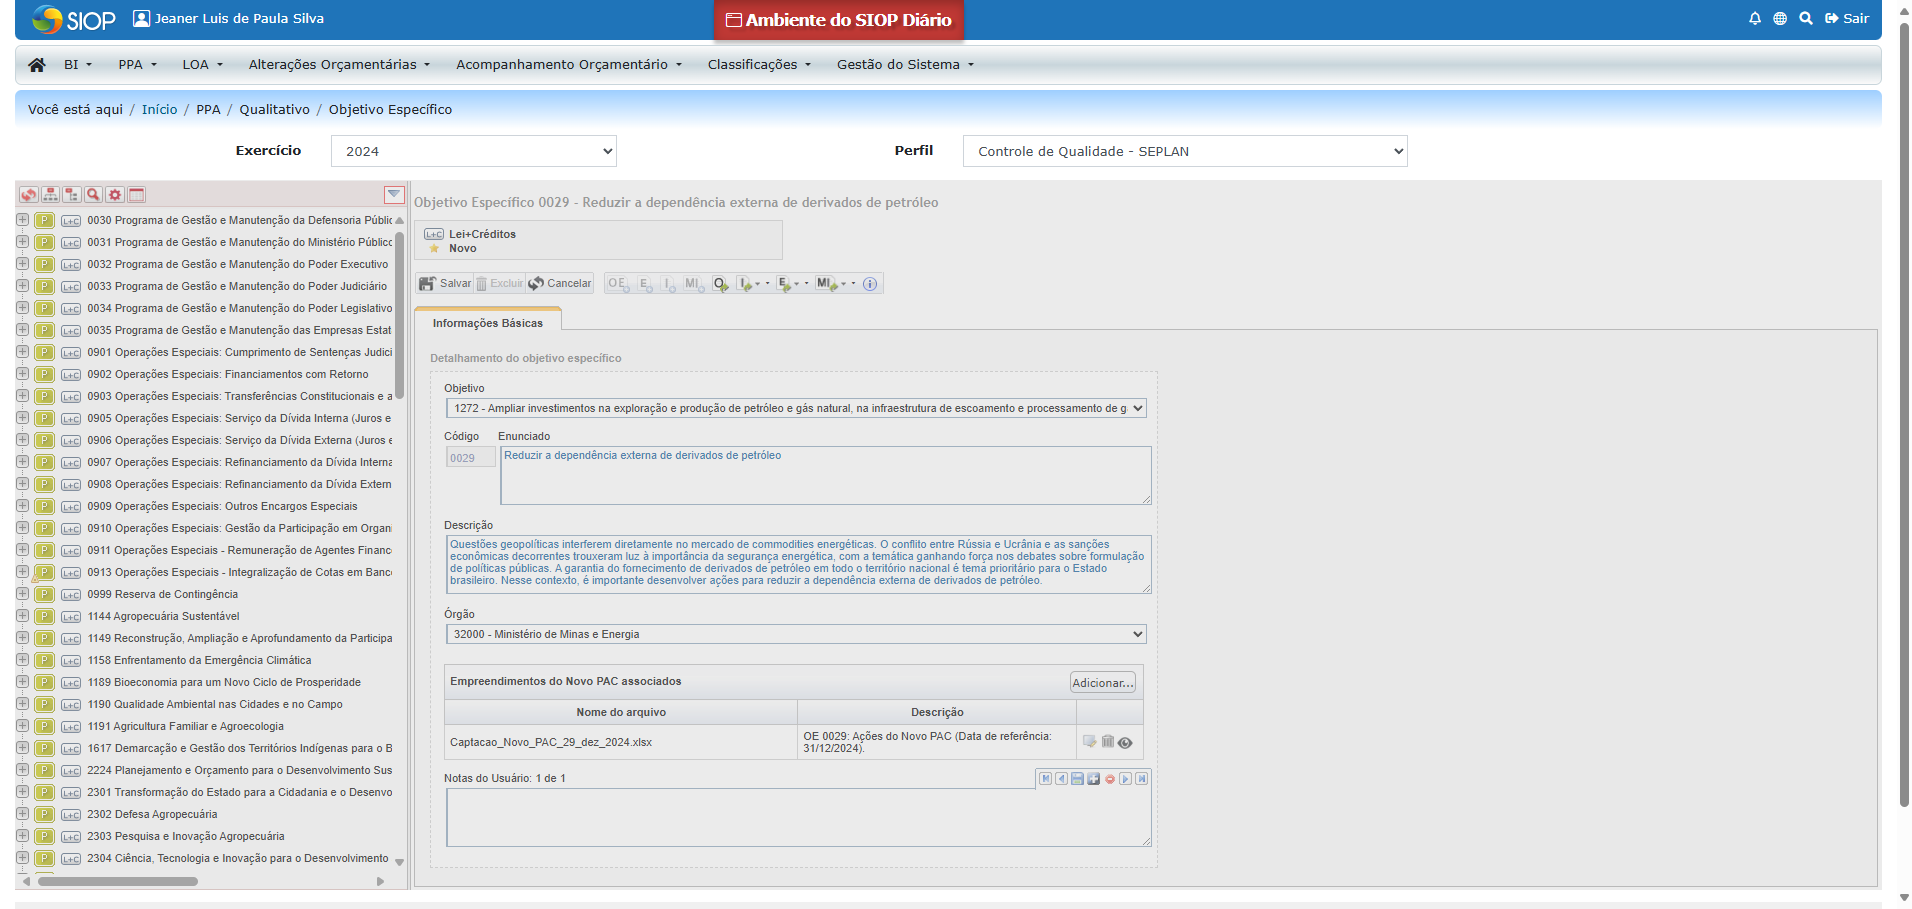 SIOP
Jeaner Luis de Paula Silva
Ambiente do SIOP Diário
Sair
BI
PPA
LOA
Alterações Orçamentárias
Acompanhamento Orçamentário
Classificações
Gestão do Sistema
Você está aqui / Início / PPA / Qualitativo / Objetivo Específico
Exercício
2024
Perfil
Controle de Qualidade - SEPLAN
P L+C 0030 Programa de Gestão e Manutenção da Defensoria Públic
P L+C 0031 Programa de Gestão e Manutenção do Ministério Público
P L+C 0032 Programa de Gestão e Manutenção do Poder Executivo
P L+C 0033 Programa de Gestão e Manutenção do Poder Judiciário
P L+C 0034 Programa de Gestão e Manutenção do Poder Legislativo
P L+C 0035 Programa de Gestão e Manutenção das Empresas Estat
P L+C 0901 Operações Especiais: Cumprimento de Sentenças Judici
P L+C 0902 Operações Especiais: Financiamentos com Retorno
P L+C 0903 Operações Especiais: Transferências Constitucionais e a
P L+C 0905 Operações Especiais: Serviço da Dívida Interna (Juros e
P L+C 0906 Operações Especiais: Serviço da Dívida Externa (Juros e
P L+C 0907 Operações Especiais: Refinanciamento da Dívida Interna
P L+C 0908 Operações Especiais: Refinanciamento da Dívida Extern
P L+C 0909 Operações Especiais: Outros Encargos Especiais
P L+C 0910 Operações Especiais: Gestão da Participação em Organi
P L+C 0911 Operações Especiais - Remuneração de Agentes Financ
P L+C 0913 Operações Especiais - Integralização de Cotas em Banc
P L+C 0999 Reserva de Contingência
P L+C 1144 Agropecuária Sustentável
P L+C 1149 Reconstrução, Ampliação e Aprofundamento da Participa
P L+C 1158 Enfrentamento da Emergência Climática
P L+C 1189 Bioeconomia para um Novo Ciclo de Prosperidade
P L+C 1190 Qualidade Ambiental nas Cidades e no Campo
P L+C 1191 Agricultura Familiar e Agroecologia
P L+C 1617 Demarcação e Gestão dos Territórios Indígenas para o B
P L+C 2224 Planejamento e Orçamento para o Desenvolvimento Sus
P L+C 2301 Transformação do Estado para a Cidadania e o Desenvo
P L+C 2302 Defesa Agropecuária
P L+C 2303 Pesquisa e Inovação Agropecuária
P L+C 2304 Ciência, Tecnologia e Inovação para o Desenvolvimento
Objetivo Específico 0029 - Reduzir a dependência externa de derivados de petróleo
L+C Lei+Créditos
Novo
Salvar Excluir Cancelar OE E I MI O I E MI
Informações Básicas
Detalhamento do objetivo específico
Objetivo
1272 - Ampliar investimentos na exploração e produção de petróleo e gás natural, na infraestrutura de escoamento e processamento de g
Código Enunciado
0029
Reduzir a dependência externa de derivados de petróleo
Descrição
Questões geopolíticas interferem diretamente no mercado de commodities energéticas. O conflito entre Rússia e Ucrânia e as sanções
econômicas decorrentes trouxeram luz à importância da segurança energética, com a temática ganhando força nos debates sobre formulação
de políticas públicas. A garantia do fornecimento de derivados de petróleo em todo o território nacional é tema prioritário para o Estado
brasileiro. Nesse contexto, é importante desenvolver ações para reduzir a dependência externa de derivados de petróleo.
Órgão
32000 - Ministério de Minas e Energia
Empreendimentos do Novo PAC associados
Adicionar...
Nome do arquivo Descrição
Captacao_Novo_PAC_29_dez_2024.xlsx
OE 0029: Ações do Novo PAC (Data de referência:
31/12/2024).
Notas do Usuário: 1 de 1